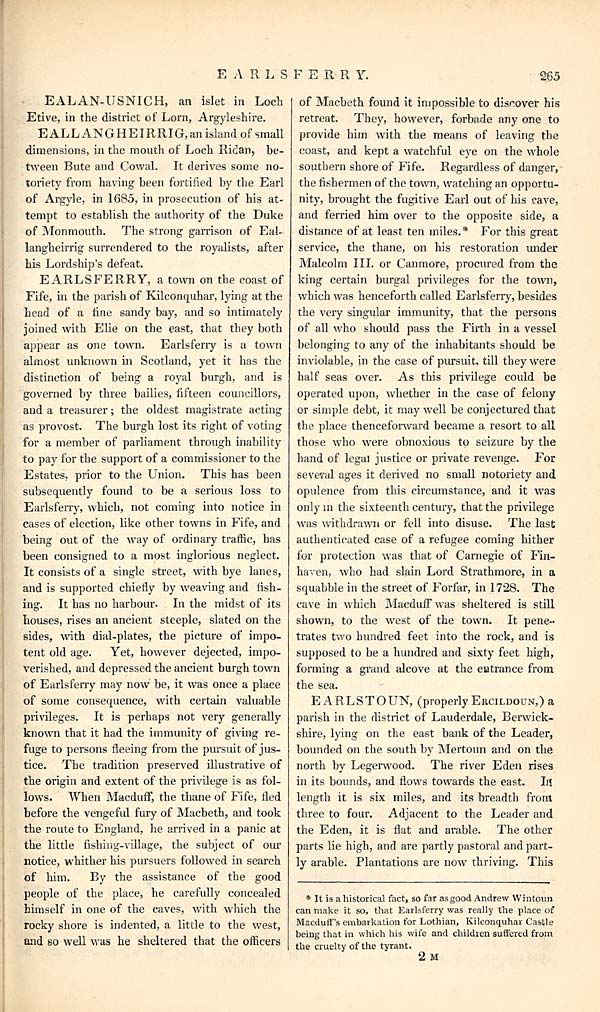 EARLSFERRY.
265
EALAN-USNICH, an islet in Loch
Etive, in the district of Lorn, Argyleshire.
EALLANGHEIRRIG, an island of small
dimensions, in the mouth of Loch Ridan, be-
tween Bute and Cowal. It derives some no-
toriety from having been fortified by the Earl
of Argyle, in 1685, in prosecution of his at-
tempt to establish the authority of the Duke
of Monmouth. The strong garrison of Eal-
langheirrig surrendered to the royalists, after
his Lordship's defeat.
EARLSFERRY, a town on the coast of
Fife, in the parish of Kilconquhar, lying at the
head of a fine sandy bay, and so intimately
joined with Elie on the east, that they both
appear as one town. Earlsferry is a town
almost unknown in Scotland, yet it has the
distinction of being a royal burgh, and is
governed by three bailies, fifteen councillors,
and a treasurer; the oldest magistrate acting
as provost. The burgh lost its right of voting
for a member of parliament through inability
to pay for the support of a commissioner to the
Estates, prior to the Union. This has been
subsequently found to be a serious loss to
Earlsferry, which, not coming into notice in
cases of election, like other towns in Fife, and
being out of the way of ordinary traffic, has
been consigned to a most inglorious neglect.
It consists of a single street, with bye lanes,
and is supported chiefly by weaving and fish-
ing. It has no harbour. In the midst of its
houses, rises an ancient steeple, slated on the
sides, with dial-plates, the picture of impo-
tent old age. Yet, however dejected, impo-
verished, and depressed the ancient burgh town
of Earlsferry may now be, it was once a place
of some consequence, with certain valuable
privileges. It is perhaps not very generally
known that it had the immunity of giving re-
fuge to persons fleeing from the pursuit of jus-
tice. The tradition preserved illustrative of
the origin and extent of the privilege is as fol-
lows. When Macduff, the thane of Fife, fled
before the vengeful fury of Macbeth, and took
the route to England, he arrived in a panic at
the little fishing-village, the subject of our
notice, whither his pursuers followed in search
of him. By the assistance of the good
people of the place, he carefully concealed
himself in one of the caves, with which the
rocky shore is indented, a little to the west,
and so well was he sheltered that the officers
of Macbeth found it impossible to discover his
retreat. They, however, forbade any one to
provide him with the means of leaving the
coast, and kept a watchful eye on the whole
southern shore of Fife. Regardless of danger,
the fishermen of the town, watching an opportu-
nity, brought the fugitive Earl out of his cave,
and ferried him over to the opposite side, a
distance of at least ten miles.* For this great
service, the thane, on his restoration under
Malcolm III. or Canmore, procured from the
king certain burgal privileges for the town,
which was henceforth called Earlsferry, besides
the very singular immunity, that the persons
of all who should pass the Firth in a vessel
belonging to any of the inhabitants should be
inviolable, in the case of pursuit, till they were
half seas over. As this privilege could be
operated upon, whether in the case of felony
or simple debt, it may well be conjectured that
the place thenceforward became a resort to all
those who were obnoxious to seizure by the
hand of legal justice or private revenge. For
several ages it derived no small notoriety and
opulence from this circumstance, and it was
only in the sixteenth century, that the privilege
was withdrawn or fell into disuse. The last
authenticated case of a refugee coming hither
for protection was that of Carnegie of Fin-
haven, who had slain Lord Strathmore, in a
squabble in the street of Forfar, in 1728. The
cave in which Macduff was sheltered is still
shown, to the west of the town. It pene-
trates two hundred feet into the rock, and is
supposed to be a hundred and sixty feet high,
forming a grand alcove at the entrance from
the sea.
EARLSTOUN, (properly ERCILDOUN,) a
parish in the district of Lauderdale, Berwick-
shire, lying on the east bank of the Leader,
bounded on the south by Mertoun and on the
north by Legerwood. The river Eden rises
in its bounds, and flows towards the east. In
length it is six miles, and its breadth from
three to four. Adjacent to the Leader and
the Eden, it is flat and arable. The other
parts lie high, and are partly pastoral and part-
ly arable. Plantations are now thriving. This
* It is a historical fact, so far as good Andrew Wintoun
can make it so, that Earlsferry was really the place of
Macduff's embarkation for Lothian, Kilconquhar Castle
being that in which his wife and children suffered from
the cruelty of the tyrant.
2 M